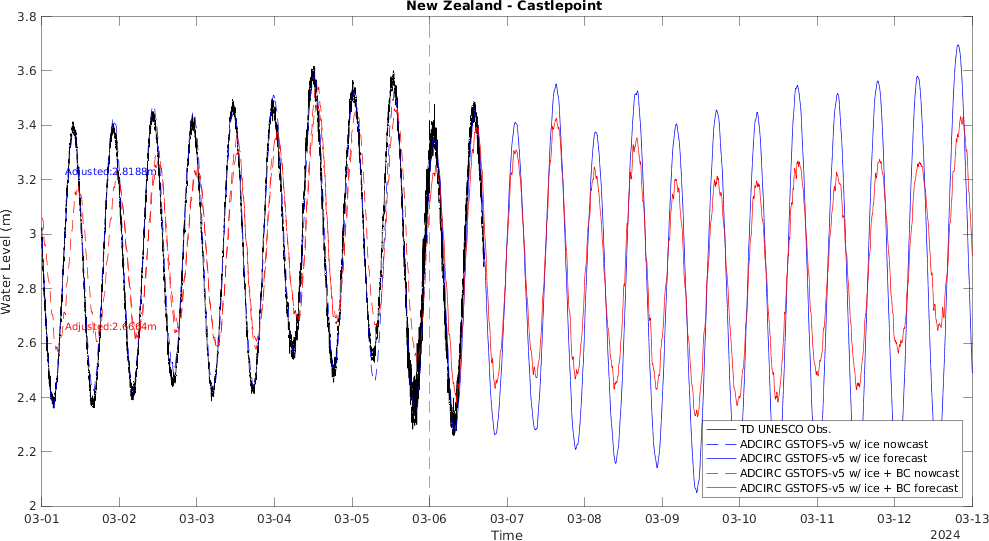 New Zealand - Castlepoint
3.8
3.6
3.4
3.2
3
2.8
2.6
2.4
2.2
2
Water Level (m)
Adjusted:2.8188m
Adjusted:2.6664m
TD UNESCO Obs.
ADCIRC GSTOFS-v5 w/ ice nowcast
ADCIRC GSTOFS-v5 w/ ice forecast
ADCIRC GSTOFS-v5 w/ ice + BC nowcast
ADCIRC GSTOFS-v5 w/ ice + BC forecast
03-01 03-02 03-03 03-04 03-05 03-06 03-07 03-08 03-09 03-10 03-11 03-12 03-13
Time
2024